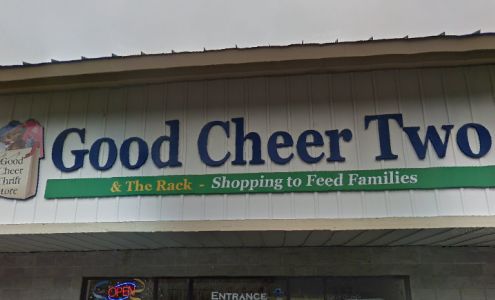 Good Cheer Two
& The Rack - Shopping to Feed Families
Good
Cheer
Thrift
Store
OPEN
ENTRANCE